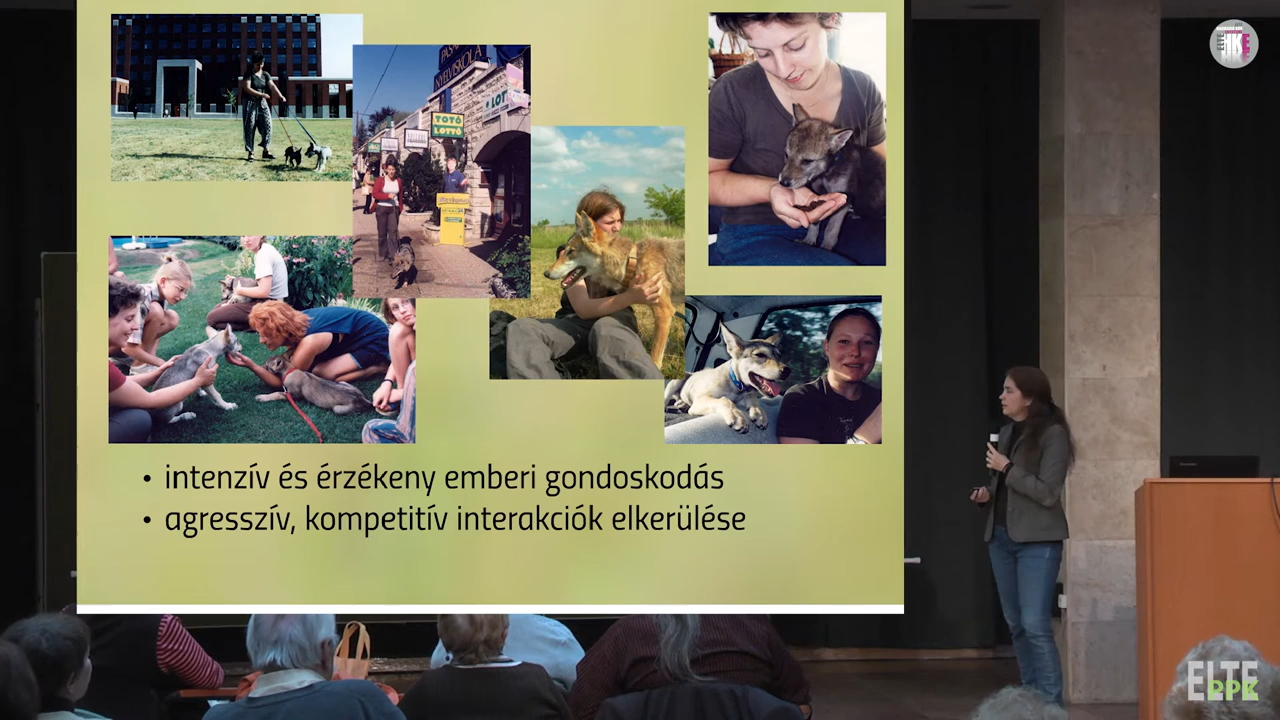 NYELVISKOLA
TOTÓ
LOTTÓ
LOT
• intenzív és érzékeny emberi gondoskodás
• agresszív, kompetitív interakciók elkerülése
ELTE
PPK